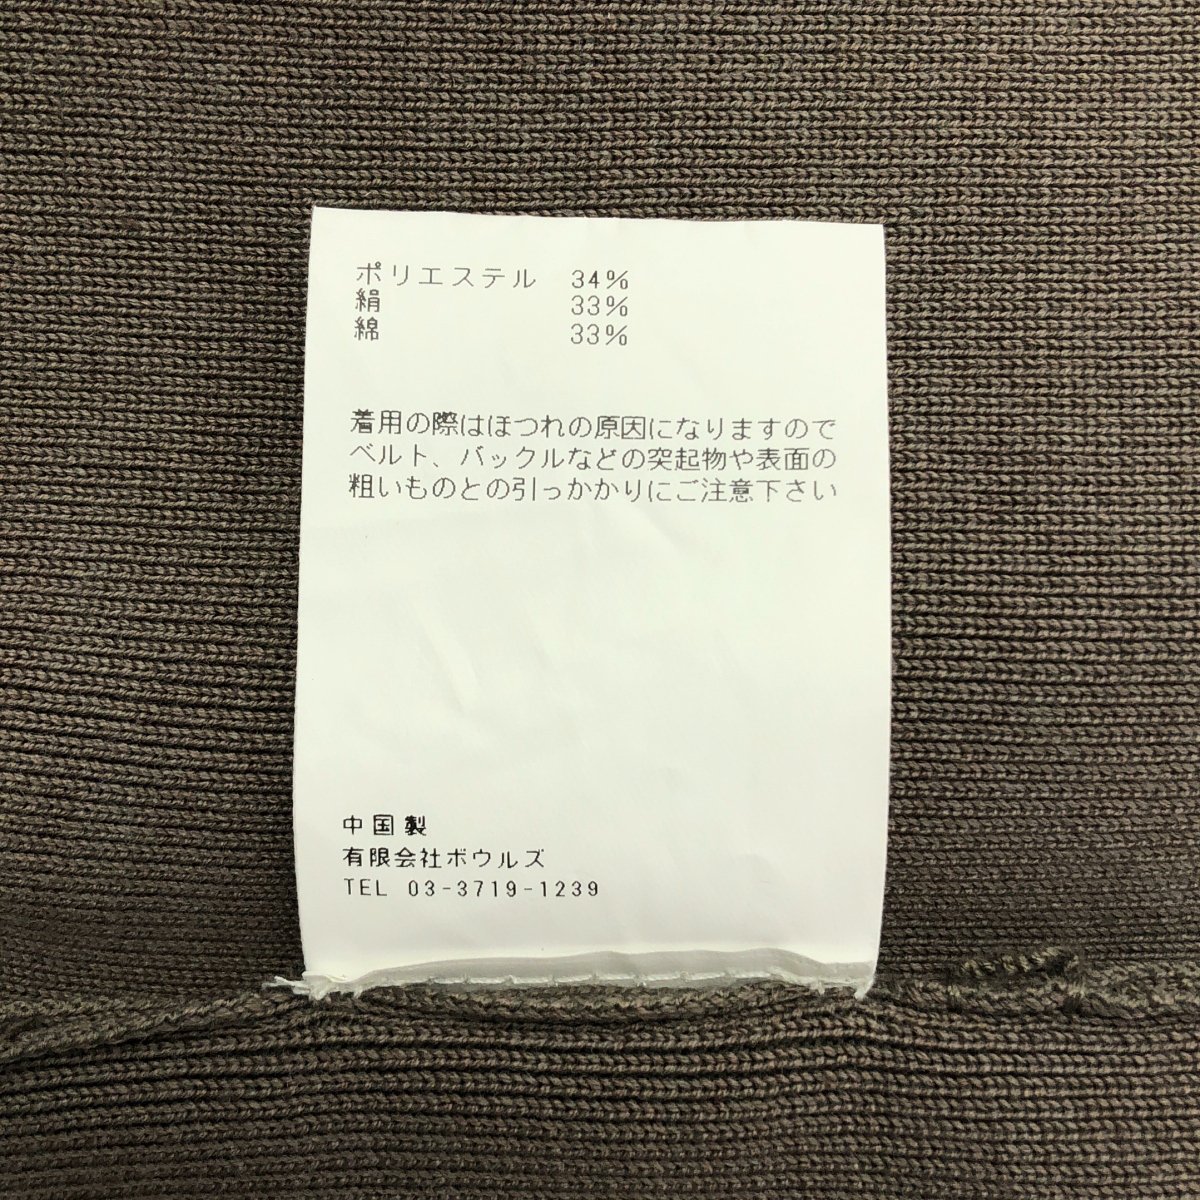 ポリエステル 34%
絹 33%
綿 33%
着用の際はほつれの原因になりますので
ベルト、バックルなどの突起物や表面の
粗いものとの引っかかりにご注意下さい
中国製
有限会社ボウルズ
TEL 03-3719-1239